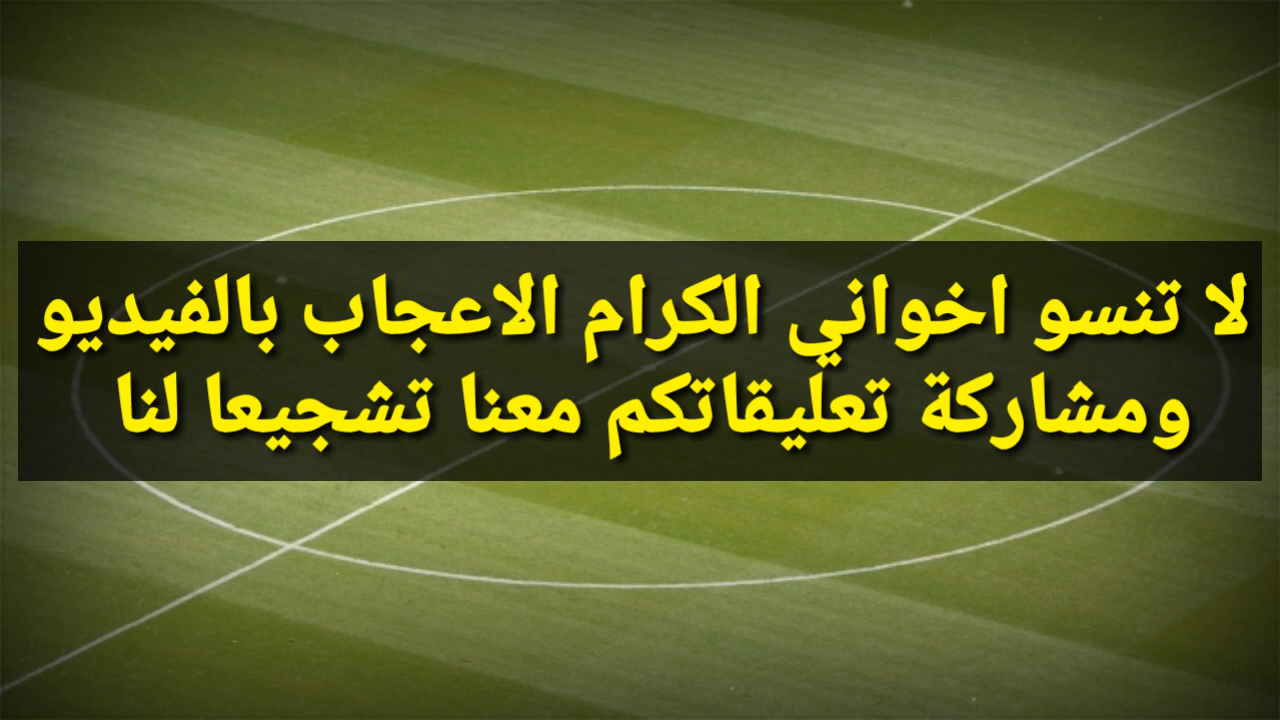 لا تنسو اخواني الكرام الاعجاب بالفيديو
ومشاركة تعليقاتكم معنا تشجيعا لنا